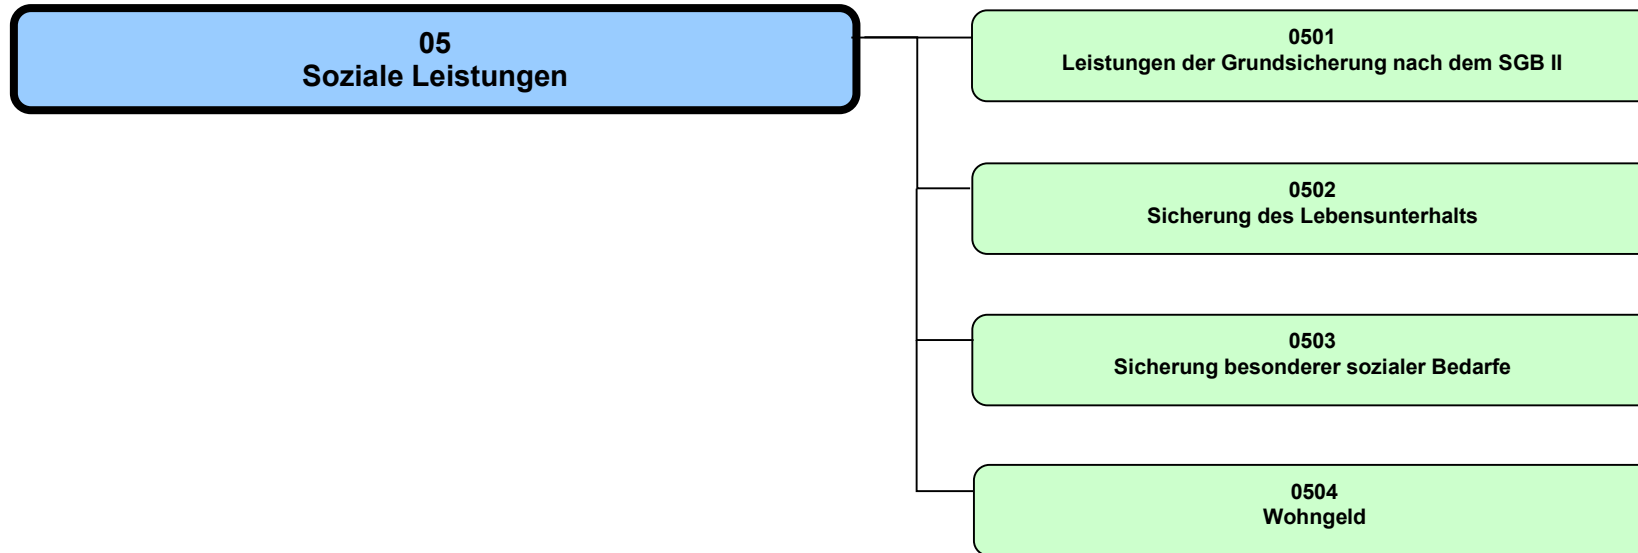 05
Soziale Leistungen
0501
Leistungen der Grundsicherung nach dem SGB II
0502
Sicherung des Lebensunterhalts
0503
Sicherung besonderer sozialer Bedarfe
0504
Wohngeld